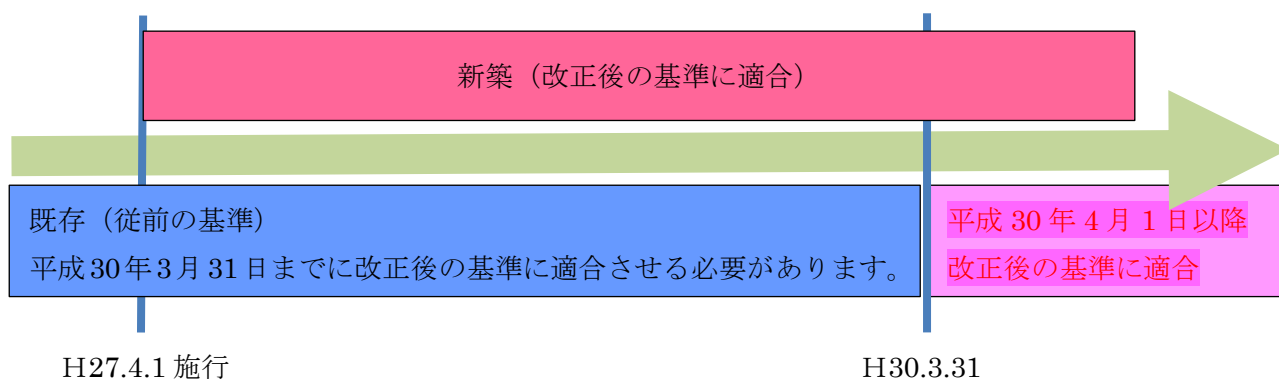 新築（改正後の基準に適合）
既存（従前の基準）
平成30年3月31日までに改正後の基準に適合させる必要があります。
平成 30 年 4 月 1 日以降
改正後の基準に適合
Ｈ27.4.1 施行
Ｈ30.3.31